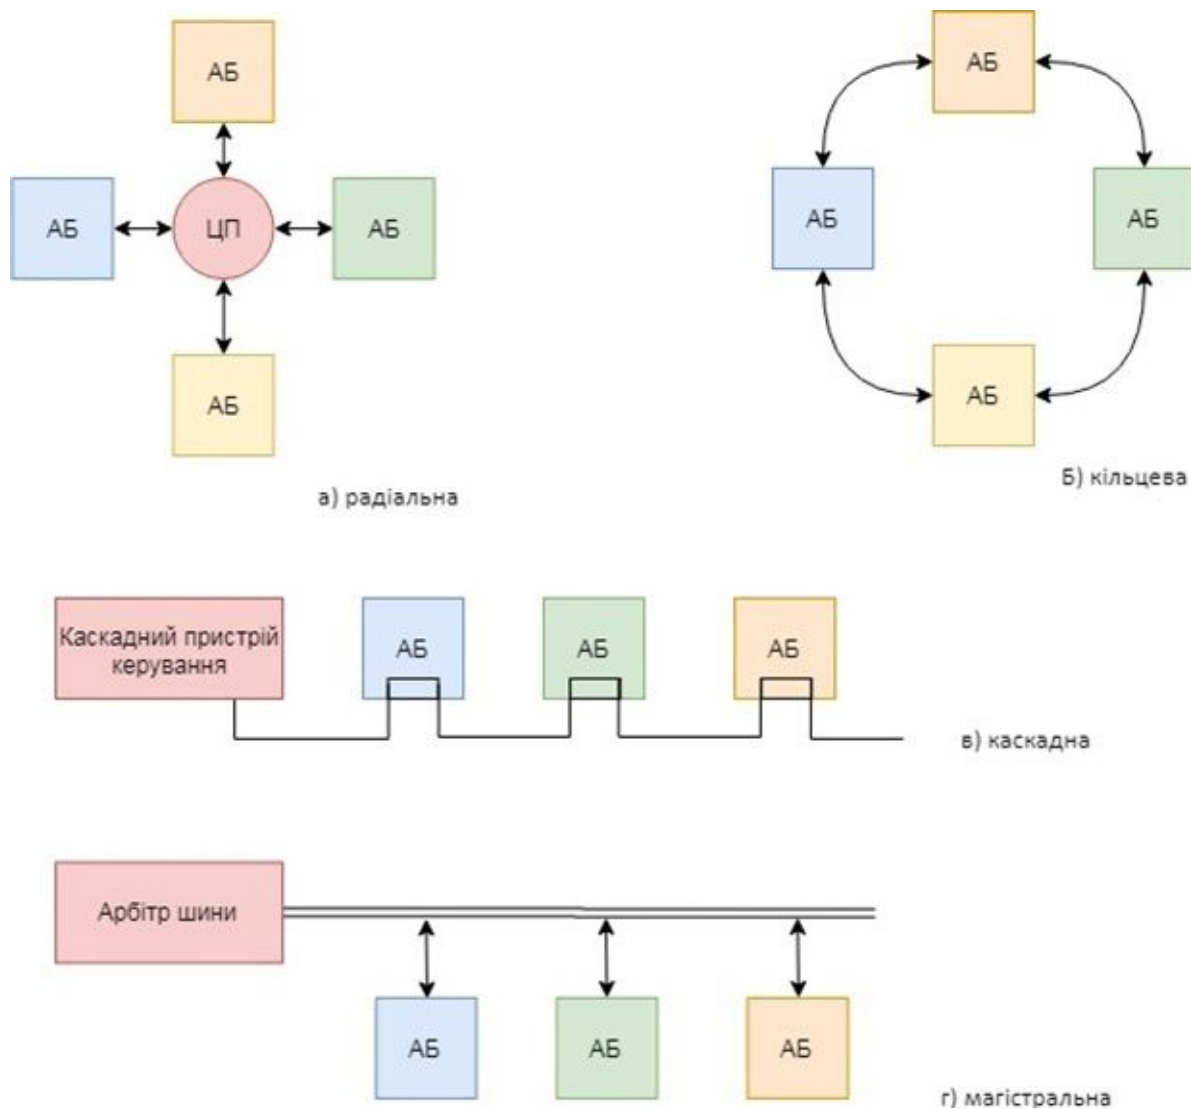 АБ
АБ
ЦП
АБ
АБ
а) радіальна
АБ
АБ
АБ
АБ
Б) кільцева
Каскадний пристрій
керування
АБ
АБ
АБ
в) каскадна
Арбітр шини
АБ
АБ
АБ
г) магістральна